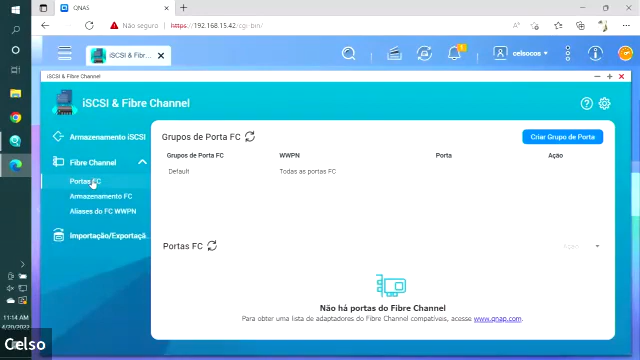 QNAS
Não seguro
https://192.168.15.42/cgi-bin/
iSCSI & Fibr...
celsocos
iSCSI & Fibre Channel
iSCSI & Fibre Channel
Armazenamento iSCSI
Fibre Channel
Portas FC
Armazenamento FC
Aliases do FC WWPN
Importação/Exportaçã...
Grupos de Porta FC
Criar Grupo de Porta
Grupos de Porta FC WWPN Porta Ação
Default Todas as portas FC
Portas FC
Não há portas do Fibre Channel
Para obter uma lista de adaptadores do Fibre Channel compatíveis, acesse www.qnap.com.
11:14 AM
Celso